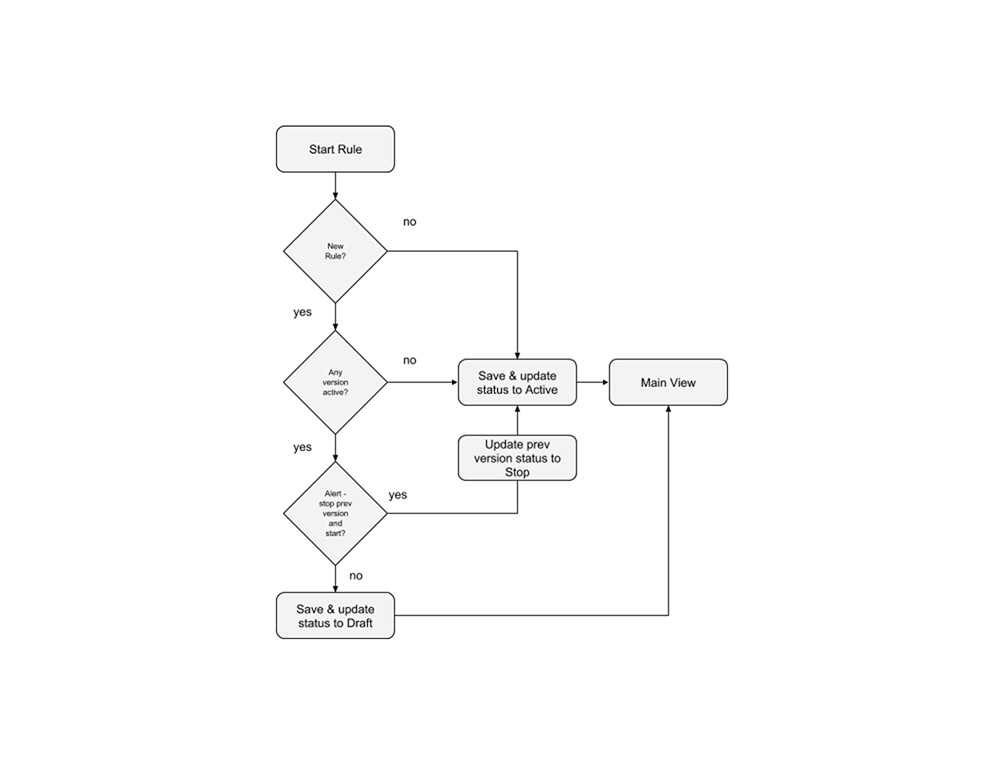 Start Rule
no
New
Rule?
yes
no
Any
version
active?
Save & update
status to Active
Main View
yes
Update prev
version status to
Stop
Alert -
stop prev
version
and
start?
yes
no
Save & update
status to Draft